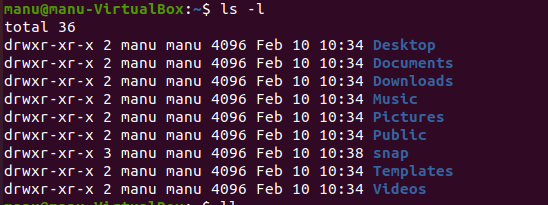 manu@manu-VirtualBox:~$ ls -l
total 36
drwxr-xr-x 2 manu manu 4096 Feb 10 10:34 Desktop
drwxr-xr-x 2 manu manu 4096 Feb 10 10:34 Documents
drwxr-xr-x 2 manu manu 4096 Feb 10 10:34 Downloads
drwxr-xr-x 2 manu manu 4096 Feb 10 10:34 Music
drwxr-xr-x 2 manu manu 4096 Feb 10 10:34 Pictures
drwxr-xr-x 2 manu manu 4096 Feb 10 10:34 Public
drwxr-xr-x 3 manu manu 4096 Feb 10 10:38 snap
drwxr-xr-x 2 manu manu 4096 Feb 10 10:34 Templates
drwxr-xr-x 2 manu manu 4096 Feb 10 10:34 Videos
manu@manu-VirtualBox:~$